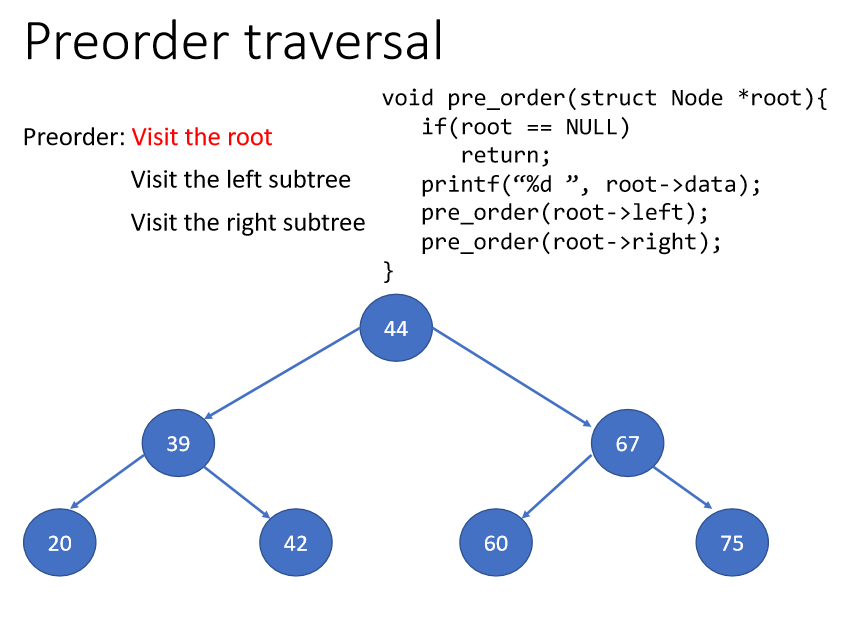 Preorder traversal
Preorder: Visit the root
Visit the left subtree
Visit the right subtree
void pre_order(struct Node *root){
if(root == NULL)
return;
printf(“%d ”, root->data);
pre_order(root->left);
pre_order(root->right);
}
44
39
67
20
42
60
75